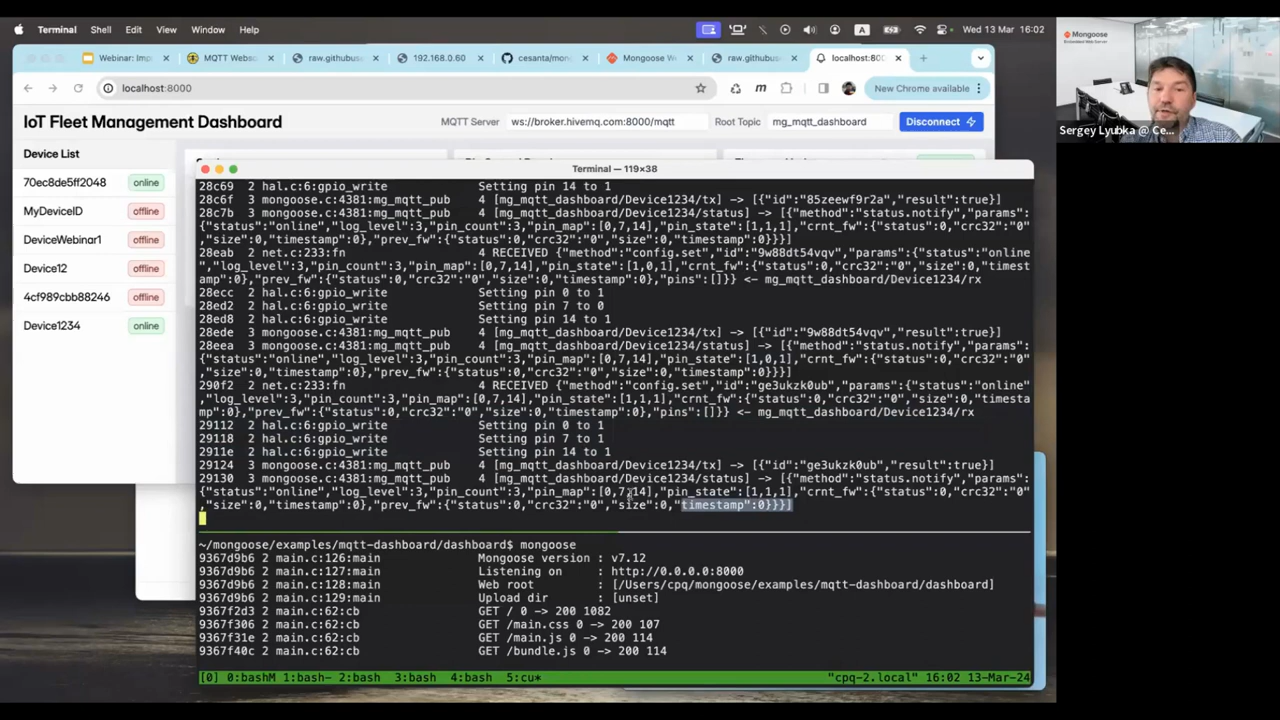 Terminal Shell Edit View Window Help
A Wed 13 Mar 16:02
Webinar: Imp
MQTT Webso
raw.githubus
192.168.0.60
cesanta/mon
Mongoose W
raw.githubus
localhost:800
localhost:8000
New Chrome available
IoT Fleet Management Dashboard
MQTT Server
ws://broker.hivemq.com:8000/mqtt
Root Topic
mg_mqtt_dashboard
Disconnect
Device List
70ec8de5ff2048 online
MyDeviceID offline
DeviceWebinar1 offline
Device12 offline
4cf989cbb88246 offline
Device1234 online
Terminal — 119×38
28c69 2 hal.c:6:gpio_write Setting pin 14 to 1
28c6f 3 mongoose.c:4381:mg_mqtt_pub 4 [mg_mqtt_dashboard/Device1234/tx] -> [{"id":"85zeewf9r2a","result":true}]
28c7b 3 mongoose.c:4381:mg_mqtt_pub 4 [mg_mqtt_dashboard/Device1234/status] -> [{"method":"status.notify","params":
{"status":"online","log_level":3,"pin_count":3,"pin_map":[0,7,14],"pin_state":[1,1,1],"crnt_fw":{"status":0,"crc32":"0"
,"size":0,"timestamp":0},"prev_fw":{"status":0,"crc32":"0","size":0,"timestamp":0}}}]
28eab 2 net.c:233:fn 4 RECEIVED {"method":"config.set","id":"9w88dt54vqv","params":{"status":"online
","log_level":3,"pin_count":3,"pin_map":[0,7,14],"pin_state":[1,0,1],"crnt_fw":{"status":0,"crc32":"0","size":0,"timest
amp":0},"prev_fw":{"status":0,"crc32":"0","size":0,"timestamp":0},"pins":[]}} <- mg_mqtt_dashboard/Device1234/rx
28ecc 2 hal.c:6:gpio_write Setting pin 0 to 1
28ed2 2 hal.c:6:gpio_write Setting pin 7 to 0
28ed8 2 hal.c:6:gpio_write Setting pin 14 to 1
28ede 3 mongoose.c:4381:mg_mqtt_pub 4 [mg_mqtt_dashboard/Device1234/tx] -> [{"id":"9w88dt54vqv","result":true}]
28eea 3 mongoose.c:4381:mg_mqtt_pub 4 [mg_mqtt_dashboard/Device1234/status] -> [{"method":"status.notify","params":
{"status":"online","log_level":3,"pin_count":3,"pin_map":[0,7,14],"pin_state":[1,0,1],"crnt_fw":{"status":0,"crc32":"0"
,"size":0,"timestamp":0},"prev_fw":{"status":0,"crc32":"0","size":0,"timestamp":0}}}]
290f2 2 net.c:233:fn 4 RECEIVED {"method":"config.set","id":"ge3ukzk0ub","params":{"status":"online"
,"log_level":3,"pin_count":3,"pin_map":[0,7,14],"pin_state":[1,1,1],"crnt_fw":{"status":0,"crc32":"0","size":0,"timesta
mp":0},"prev_fw":{"status":0,"crc32":"0","size":0,"timestamp":0},"pins":[]}} <- mg_mqtt_dashboard/Device1234/rx
29112 2 hal.c:6:gpio_write Setting pin 0 to 1
29118 2 hal.c:6:gpio_write Setting pin 7 to 1
2911e 2 hal.c:6:gpio_write Setting pin 14 to 1
29124 3 mongoose.c:4381:mg_mqtt_pub 4 [mg_mqtt_dashboard/Device1234/tx] -> [{"id":"ge3ukzk0ub","result":true}]
29130 3 mongoose.c:4381:mg_mqtt_pub 4 [mg_mqtt_dashboard/Device1234/status] -> [{"method":"status.notify","params":
{"status":"online","log_level":3,"pin_count":3,"pin_map":[0,7,14],"pin_state":[1,1,1],"crnt_fw":{"status":0,"crc32":"0"
,"size":0,"timestamp":0},"prev_fw":{"status":0,"crc32":"0","size":0,"timestamp":0}}}]
~/mongoose/examples/mqtt-dashboard/dashboard$ mongoose
9367d9b6 2 main.c:126:main Mongoose version : v7.12
9367d9b6 2 main.c:127:main Listening on : http://0.0.0.0:8000
9367d9b6 2 main.c:128:main Web root : [/Users/cpq/mongoose/examples/mqtt-dashboard/dashboard]
9367d9b6 2 main.c:129:main Upload dir : [unset]
9367f2d3 2 main.c:62:cb GET / 0 -> 200 1082
9367f306 2 main.c:62:cb GET /main.css 0 -> 200 107
9367f31e 2 main.c:62:cb GET /main.js 0 -> 200 114
9367f40c 2 main.c:62:cb GET /bundle.js 0 -> 200 114
[0] 0:bashM 1:bash- 2:bash 3:bash 4:bash 5:cu* "cpq-2.local" 16:02 13-Mar-24
Mongoose
Embedded Web Server
Sergey Lyubka @ Ce...